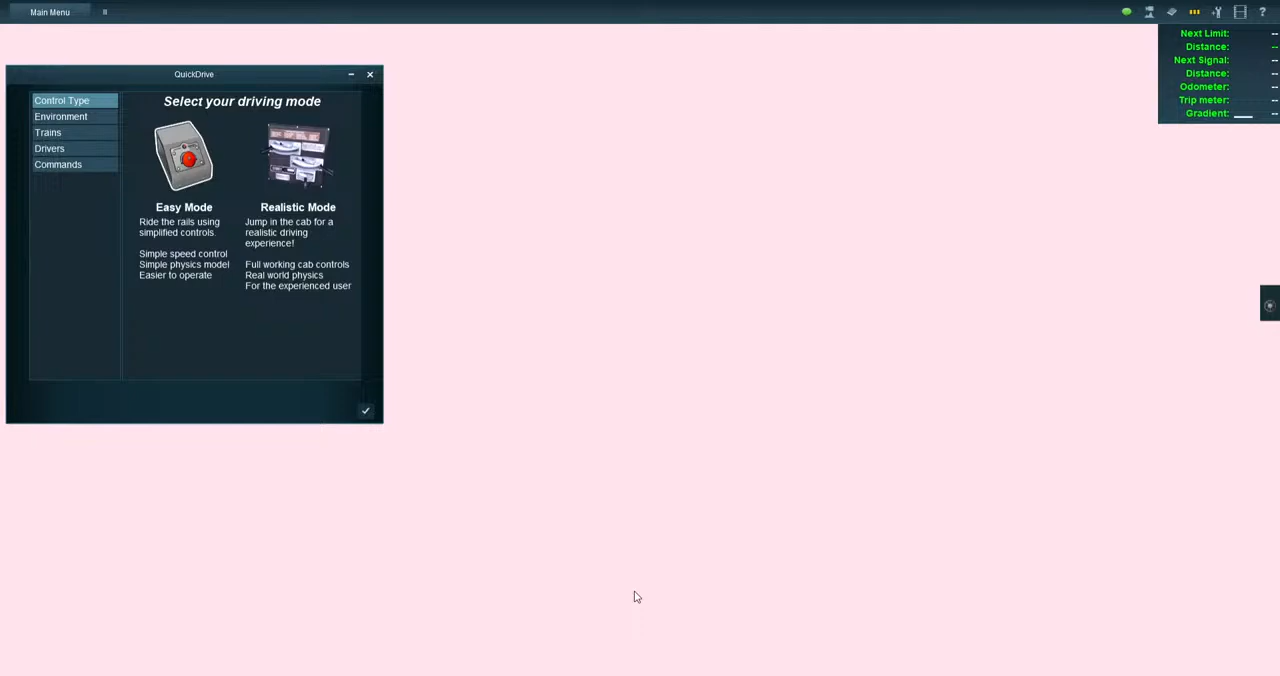 Main Menu
Next Limit: --
Distance: --
Next Signal: --
Distance: --
Odometer: --
Trip meter: --
Gradient: --
QuickDrive
Control Type
Environment
Trains
Drivers
Commands
Select your driving mode
Easy Mode
Ride the rails using
simplified controls.
Simple speed control
Simple physics model
Easier to operate
Realistic Mode
Jump in the cab for a
realistic driving
experience!
Full working cab controls
Real world physics
For the experienced user